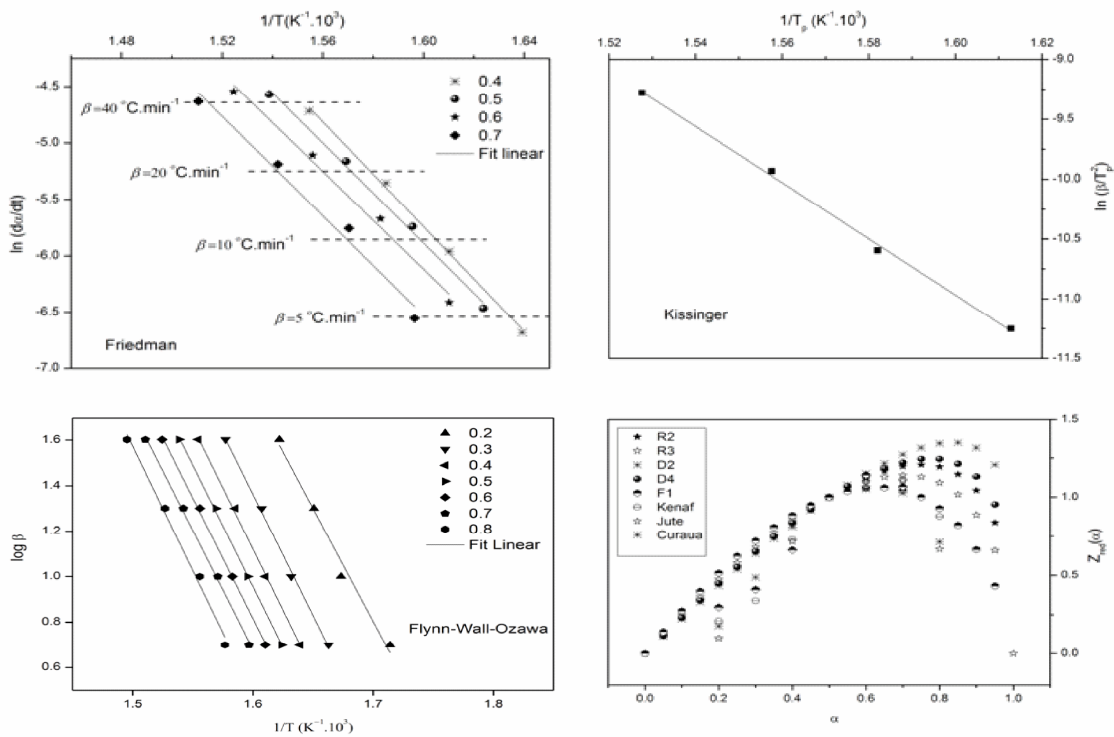 1/T(K⁻¹.10³)
1.48 1.52 1.56 1.60 1.64
-4.5
-5.0
-5.5
-6.0
-6.5
-7.0
ln (dα/dt)
β=40 °C.min⁻¹
β=20 °C.min⁻¹
β=10 °C.min⁻¹
β=5 °C.min⁻¹
0.4
0.5
0.6
0.7
Fit linear
Friedman
1/Tₚ (K⁻¹.10³)
1.52 1.54 1.56 1.58 1.60 1.62
-9.0
-9.5
-10.0
-10.5
-11.0
-11.5
ln (β/T²ₚ)
Kissinger
1.6
1.4
1.2
1.0
0.8
0.6
log β
0.2
0.3
0.4
0.5
0.6
0.7
0.8
Fit Linear
Flynn-Wall-Ozawa
1.5 1.6 1.7 1.8
1/T (K⁻¹.10³)
R2
R3
D2
D4
F1
Kenaf
Jute
Curaua
1.5
1.0
0.5
0.0
Z_red(α)
0.0 0.2 0.4 0.6 0.8 1.0
α